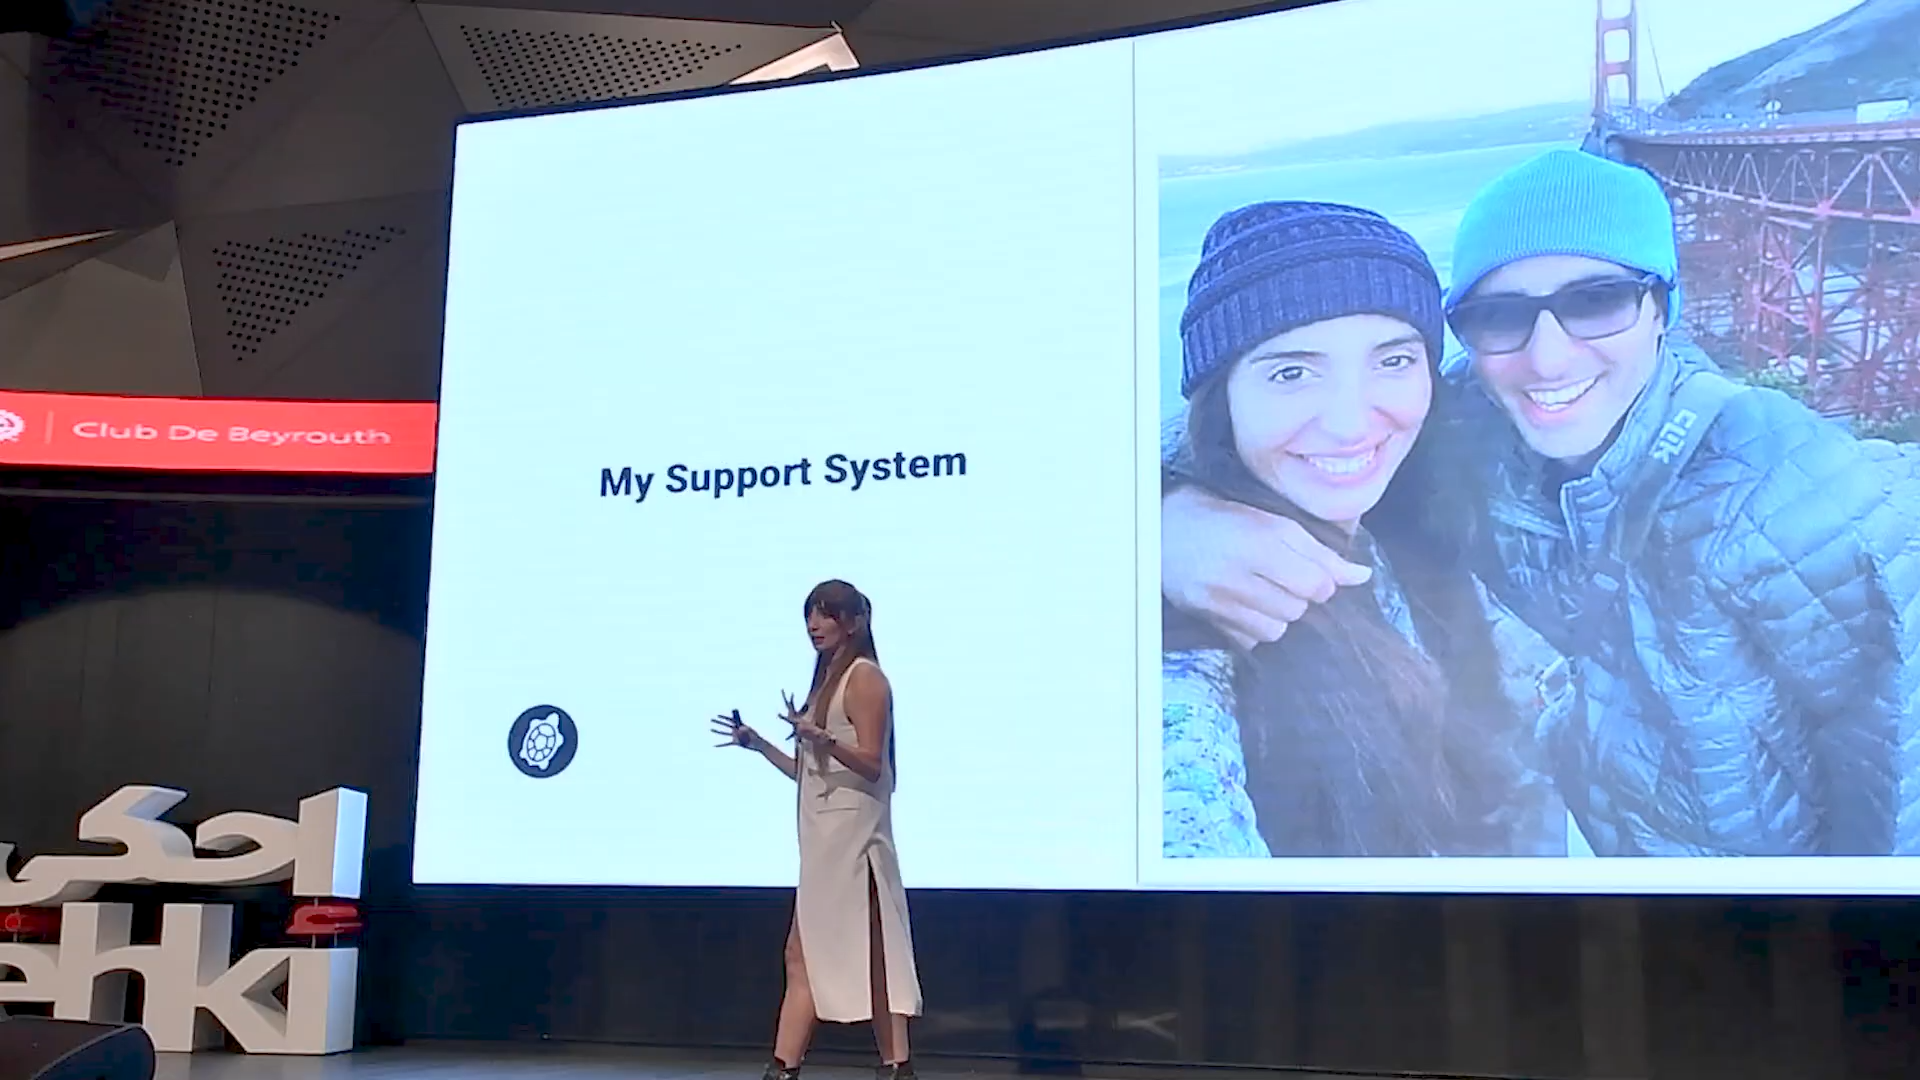 Club De Beyrouth
My Support System
احكي
ehki